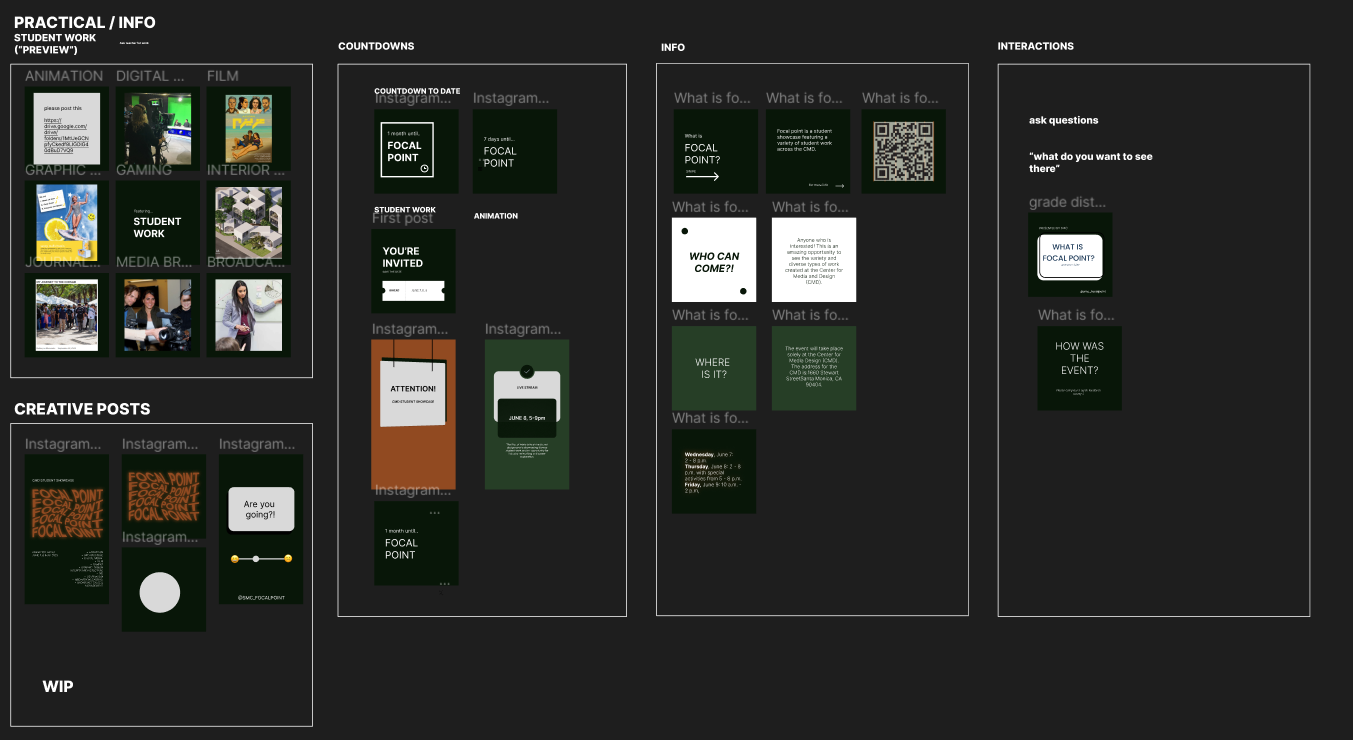 PRACTICAL / INFO
STUDENT WORK
("PREVIEW")
ANIMATION
DIGITAL ...
FILM
please post this
https://
drive.google.com/
drive/
GRAPHIC ...
GAMING
INTERIOR ...
STUDENT
WORK
JOURNAL...
MEDIA BR...
BROADCA...
CREATIVE POSTS
Instagram...
Instagram...
Instagram...
CMD STUDENT SHOWCASE
FOCAL POINT
FOCAL POINT
FOCAL POINT
FOCAL POINT
FOCAL POINT
FOCAL POINT
FOCAL POINT
FOCAL POINT
FOCAL POINT
FOCAL POINT
Instagram...
Are you
going?!
@SMC_FOCALPOINT
WIP
COUNTDOWNS
COUNTDOWN TO DATE
Instagram...
Instagram...
1 month until...
FOCAL
POINT
7 days until...
FOCAL
POINT
STUDENT WORK
First post
ANIMATION
YOU'RE
INVITED
Instagram...
Instagram...
ATTENTION!
CMD STUDENT SHOWCASE
LIVE STREAM
JUNE 8, 5-9pm
Instagram...
1 month until...
FOCAL
POINT
INFO
What is fo...
What is fo...
What is fo...
What is
FOCAL
POINT?
Focal point is a student
showcase featuring a
variety of student work
across the CMD.
What is fo...
What is fo...
WHO CAN
COME?!
Anyone who is
interested! This is an
amazing opportunity to
see the variety and
diverse types of work
created at the Center for
Media and Design
(CMD).
What is fo...
What is fo...
WHERE
IS IT?
The event will take place
solely at the Center for
Media Design (CMD).
The address for the
CMD is 1660 Stewart
StreetSanta Monica, CA
90404.
What is fo...
Wednesday, June 7:
2 - 8 p.m.
Thursday, June 8: 2 - 8
p.m. with special
activities from 5 - 8 p.m.
Friday, June 9: 10 a.m. -
2 p.m.
INTERACTIONS
ask questions
"what do you want to see
there"
grade dist...
WHAT IS
FOCAL POINT?
What is fo...
HOW WAS
THE
EVENT?